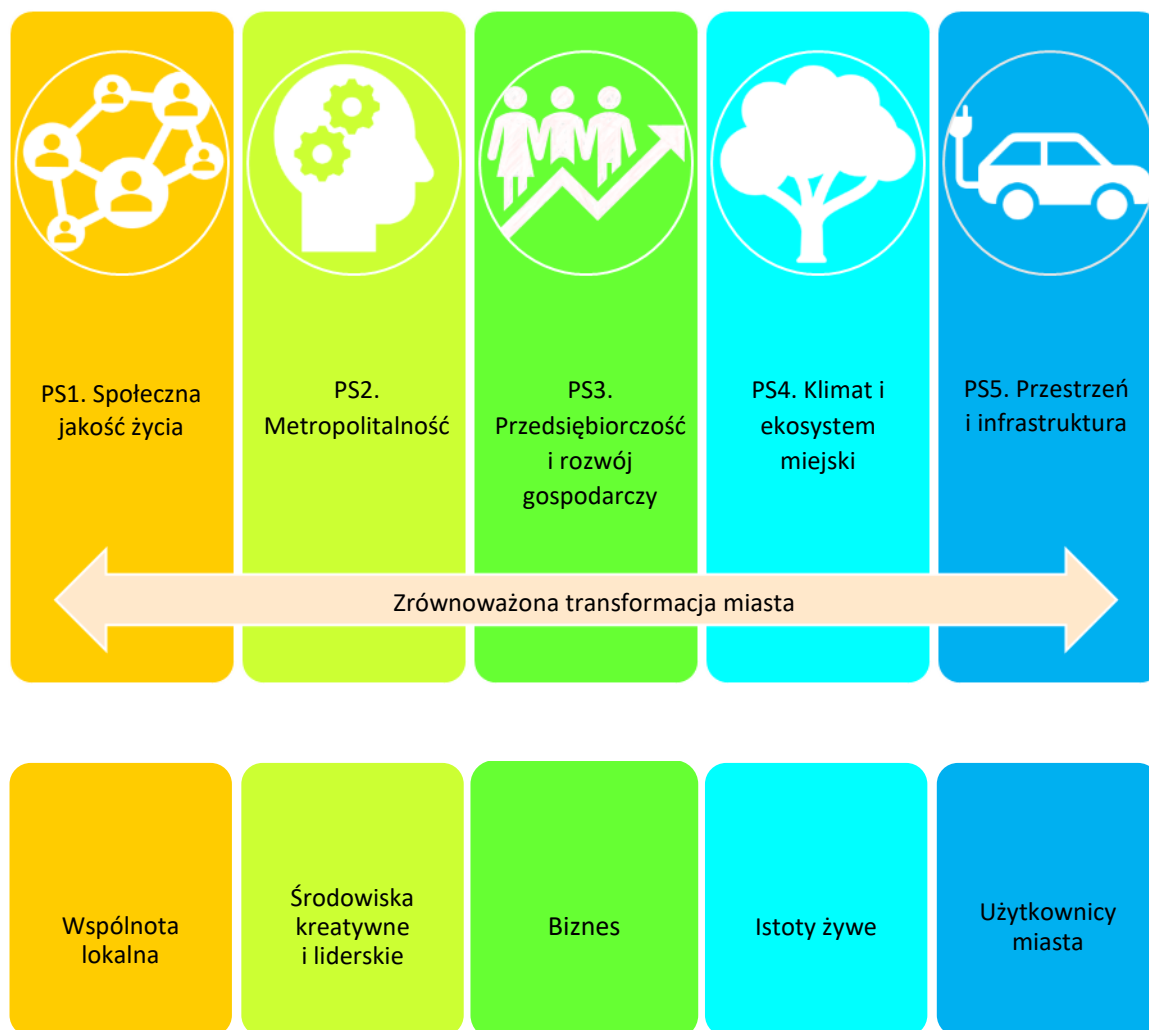 PS1. Społeczna
jakość życia
PS2.
Metropolitalność
PS3.
Przedsiębiorczość
i rozwój
gospodarczy
PS4. Klimat i
ekosystem
miejski
PS5. Przestrzeń
i infrastruktura
Zrównoważona transformacja miasta
Wspólnota
lokalna
Środowiska
kreatywne
i liderskie
Biznes
Istoty żywe
Użytkownicy
miasta